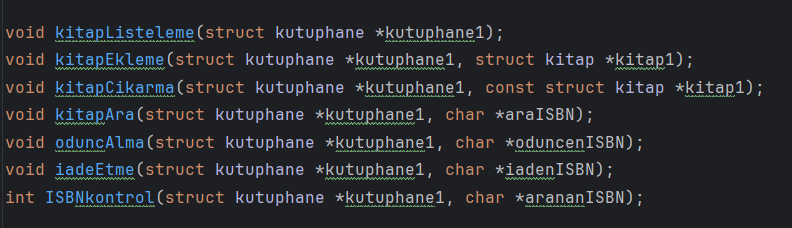 void kitapListeleme(struct kutuphane *kutuphane1);
void kitapEkleme(struct kutuphane *kutuphane1, struct kitap *kitap1);
void kitapCikarma(struct kutuphane *kutuphane1, const struct kitap *kitap1);
void kitapAra(struct kutuphane *kutuphane1, char *araISBN);
void oduncAlma(struct kutuphane *kutuphane1, char *oduncenISBN);
void iadeEtme(struct kutuphane *kutuphane1, char *iadenISBN);
int ISBNkontrol(struct kutuphane *kutuphane1, char *arananISBN);